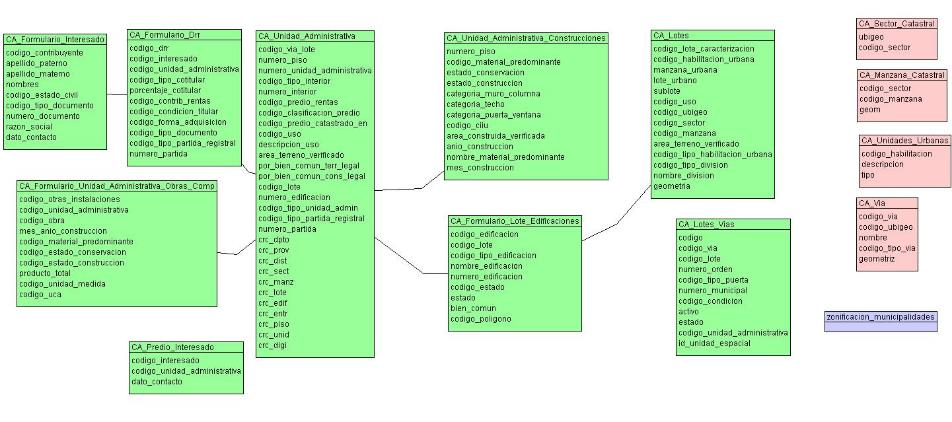 CA_Formulario_Interesado
codigo_contribuyente
apellido_paterno
apellido_materno
nombres
codigo_estado_civil
codigo_tipo_documento
numero_documento
razon_social
dato_contacto
CA_Formulario_Drr
codigo_drr
codigo_interesado
codigo_unidad_administrativa
codigo_tipo_cotitular
porcentaje_cotitular
codigo_contrib_rentas
codigo_condicion_titular
codigo_forma_adquisicion
codigo_tipo_documento
codigo_tipo_partida_registral
numero_partida
CA_Unidad_Administrativa
codigo_via_lote
numero_piso
numero_unidad_administrativa
codigo_tipo_interior
numero_interior
codigo_predio_rentas
codigo_clasificacion_predio
codigo_predio_catastrado_en
codigo_uso
descripcion_uso
area_terreno_verificado
por_bien_comun_terr_legal
por_bien_comun_cons_legal
codigo_lote
numero_edificacion
codigo_tipo_unidad_admin
codigo_tipo_partida_registral
numero_partida
crc_dpto
crc_prov
crc_dist
crc_sect
crc_manz
crc_lote
crc_edif
crc_entr
crc_piso
crc_unid
crc_digi
CA_Unidad_Administrativa_Construcciones
numero_piso
codigo_material_predominante
estado_conservacion
estado_construccion
categoria_muro_columna
categoria_techo
categoria_puerta_ventana
codigo_ciiu
area_construida_verificada
anio_construccion
nombre_material_predominante
mes_construccion
CA_Lotes
codigo_lote_caracterizacion
codigo_habilitacion_urbana
manzana_urbana
lote_urbano
sublote
codigo_uso
codigo_ubigeo
codigo_sector
codigo_manzana
area_terreno_verificado
codigo_tipo_habilitacion_urbana
codigo_tipo_division
nombre_division
geometria
CA_Sector_Catastral
ubigeo
codigo_sector
CA_Manzana_Catastral
codigo_sector
codigo_manzana
geom
CA_Unidades_Urbanas
codigo_habilitacion
descripcion
tipo
CA_Via
codigo_via
codigo_ubigeo
nombre
codigo_tipo_via
geometriz
CA_Formulario_Unidad_Administrativa_Obras_Comp
codigo_otras_instalaciones
codigo_unidad_administrativa
codigo_obra
mes_anio_construccion
codigo_material_predominante
codigo_estado_conservacion
codigo_estado_construccion
producto_total
codigo_unidad_medida
codigo_uca
CA_Formulario_Lote_Edificaciones
codigo_edificacion
codigo_lote
codigo_tipo_edificacion
nombre_edificacion
numero_edificacion
codigo_estado
estado
bien_comun
codigo_poligono
CA_Lotes_Vias
codigo
codigo_via
codigo_lote
numero_orden
codigo_tipo_puerta
numero_municipal
codigo_condicion
activo
estado
codigo_unidad_administrativa
id_unidad_espacial
zonificacion_municipalidades
CA_Predio_Interesado
codigo_interesado
codigo_unidad_administrativa
dato_contacto